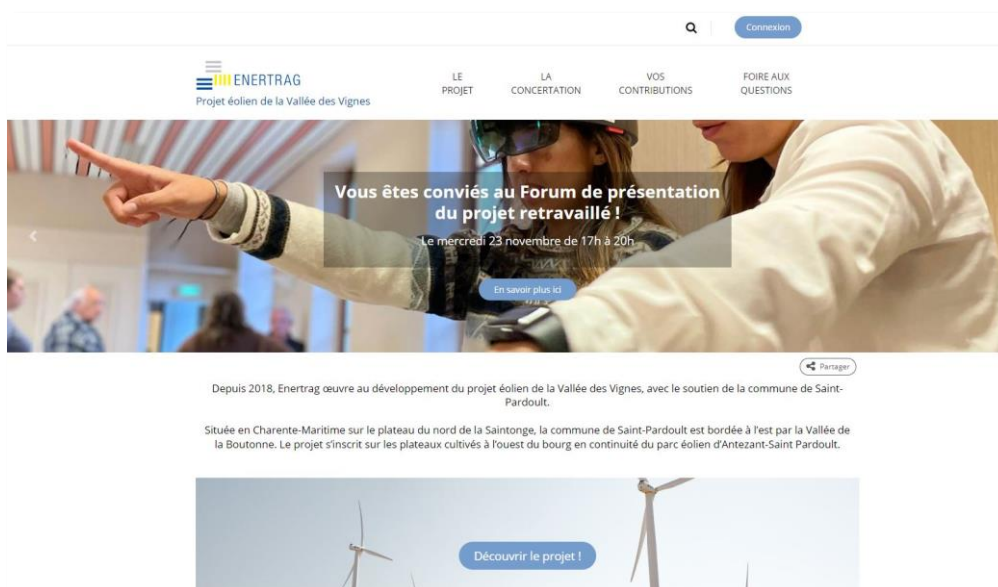 Connexion
ENERTRAG
Projet éolien de la Vallée des Vignes
LE
PROJET
LA
CONCERTATION
VOS
CONTRIBUTIONS
FOIRE AUX
QUESTIONS
Vous êtes conviés au Forum de présentation
du projet retravaillé !
Le mercredi 23 novembre de 17h à 20h
En savoir plus ici
Partager
Depuis 2018, Enertrag œuvre au développement du projet éolien de la Vallée des Vignes, avec le soutien de la commune de Saint-
Pardoult.
Située en Charente-Maritime sur le plateau du nord de la Saintonge, la commune de Saint-Pardoult est bordée à l'est par la Vallée de
la Boutonne. Le projet s'inscrit sur les plateaux cultivés à l'ouest du bourg en continuité du parc éolien d'Antezant-Saint Pardoult.
Découvrir le projet !